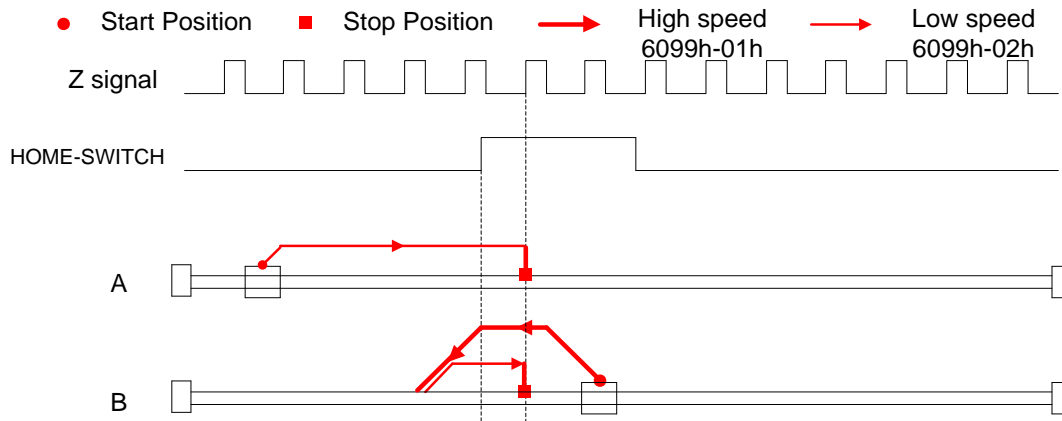 Start Position
Stop Position
High speed
6099h-01h
Low speed
6099h-02h
Z signal
HOME-SWITCH
A
B